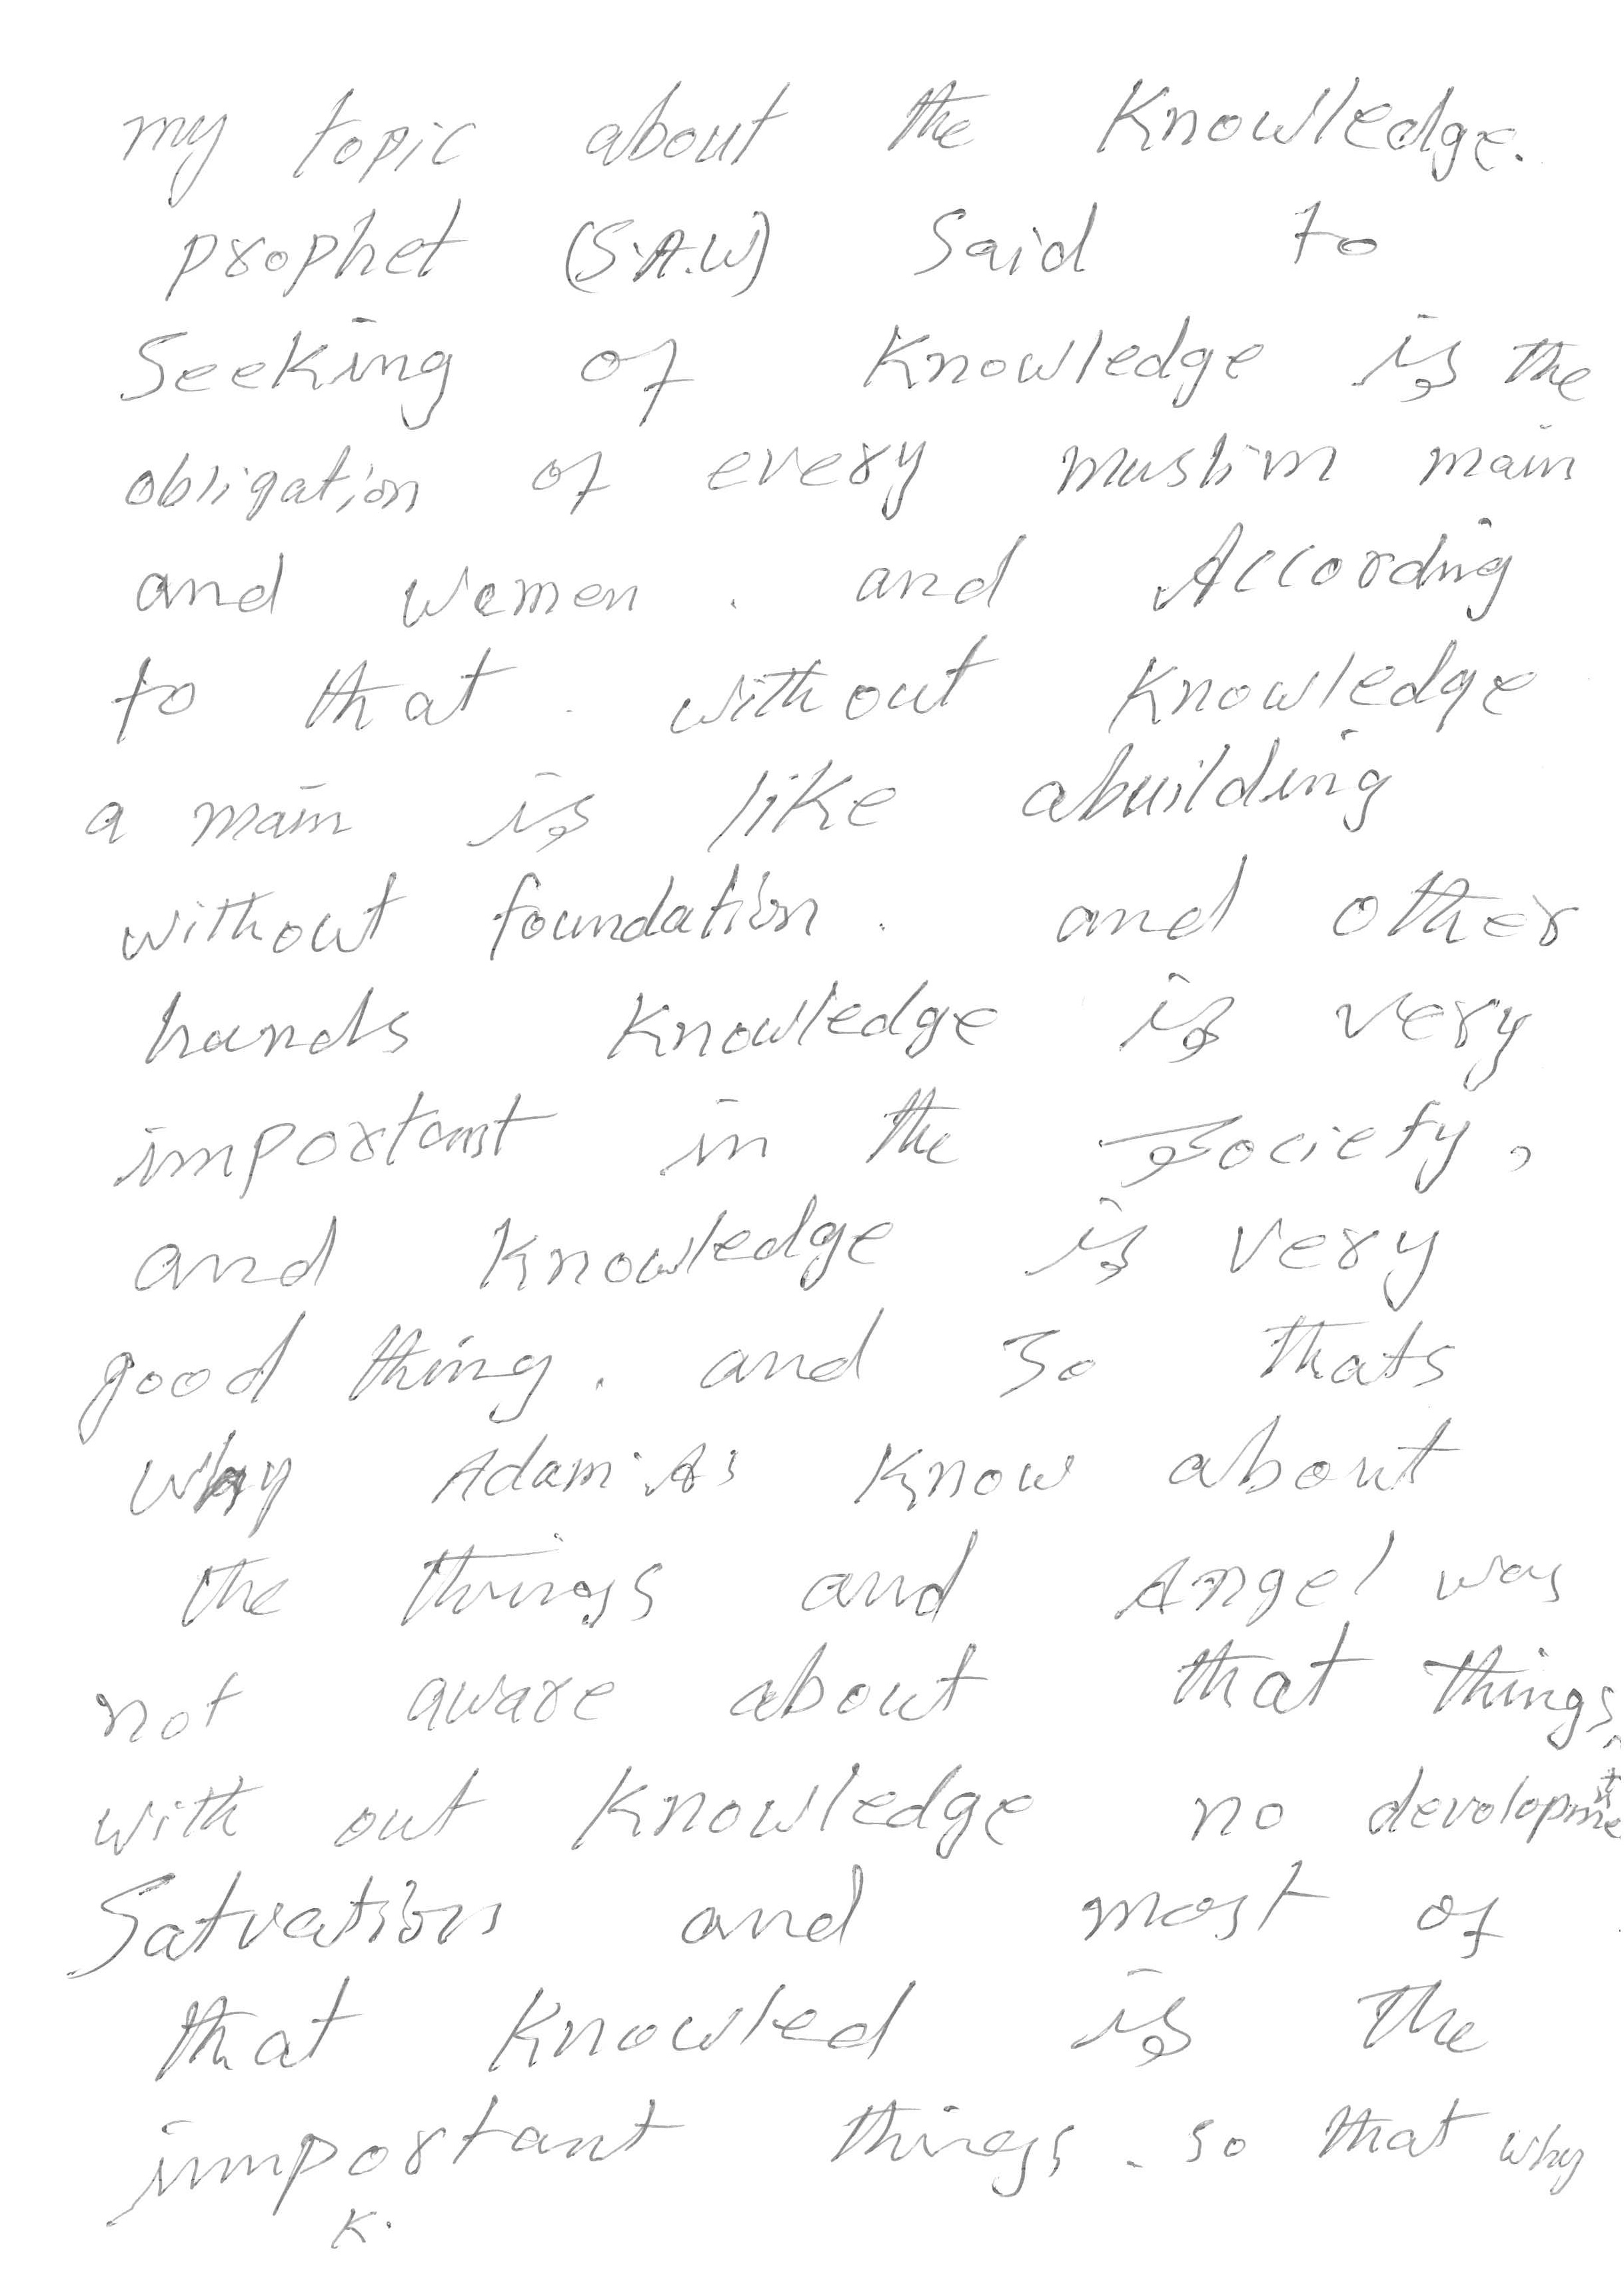 my topic about the Knowledge.
prophet (S.A.W) Said to
Seeking of Knowledge is the
obligation of every muslim main
and women . and According
to that . without Knowledge
a main is like abuilding
without foundation . and other
hands Knowledge is very
important in the society,
and Knowledge is very
good thing . and so thats
why Adam As know about
the things and Angel was
not aware about that things,
with out Knowledge no development
Satvation and most of
that Knowled is the
important things . so that why
K.